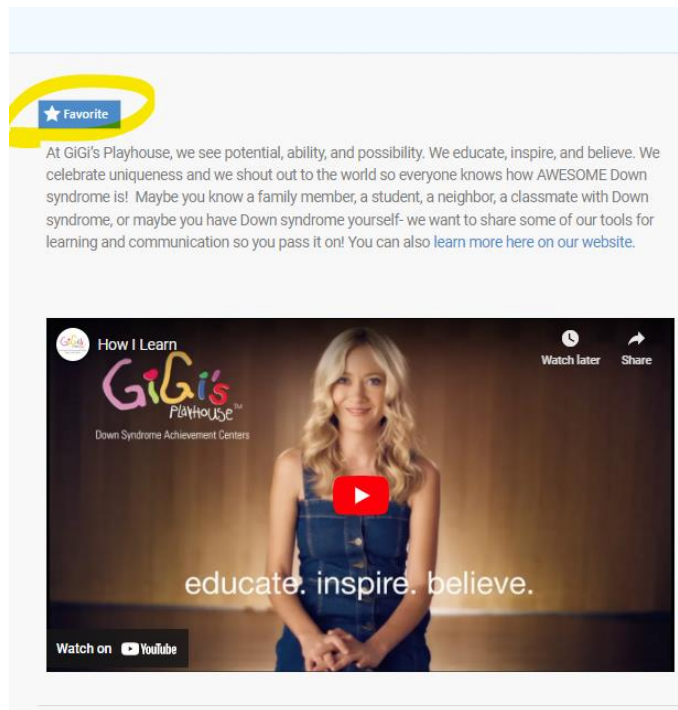 Favorite
At GiGi's Playhouse, we see potential, ability, and possibility. We educate, inspire, and believe. We
celebrate uniqueness and we shout out to the world so everyone knows how AWESOME Down
syndrome is!  Maybe you know a family member, a student, a neighbor, a classmate with Down
syndrome, or maybe you have Down syndrome yourself- we want to share some of our tools for
learning and communication so you pass it on! You can also learn more here on our website.
How I Learn
Watch later
Share
GiGi's
PLAYHOUSE™
Down Syndrome Achievement Centers
educate. inspire. believe.
Watch on YouTube